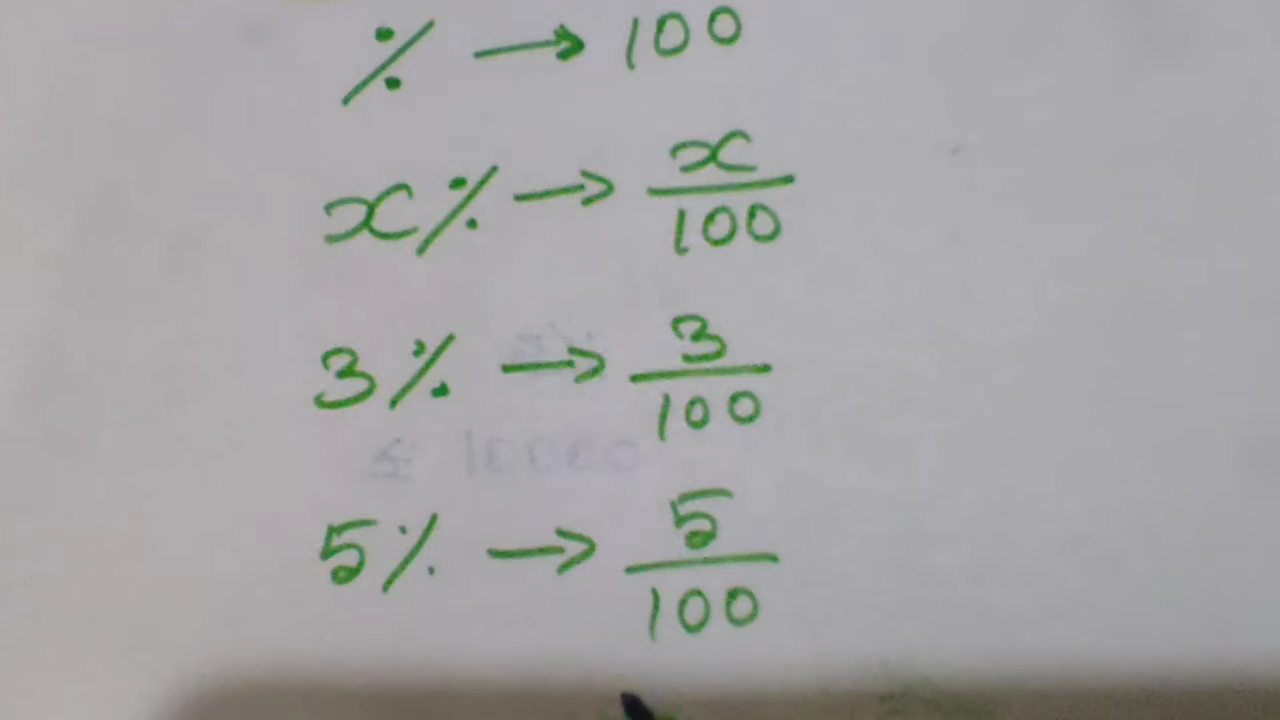 % → 100
x% → x/100
3% → 3/100
5% → 5/100